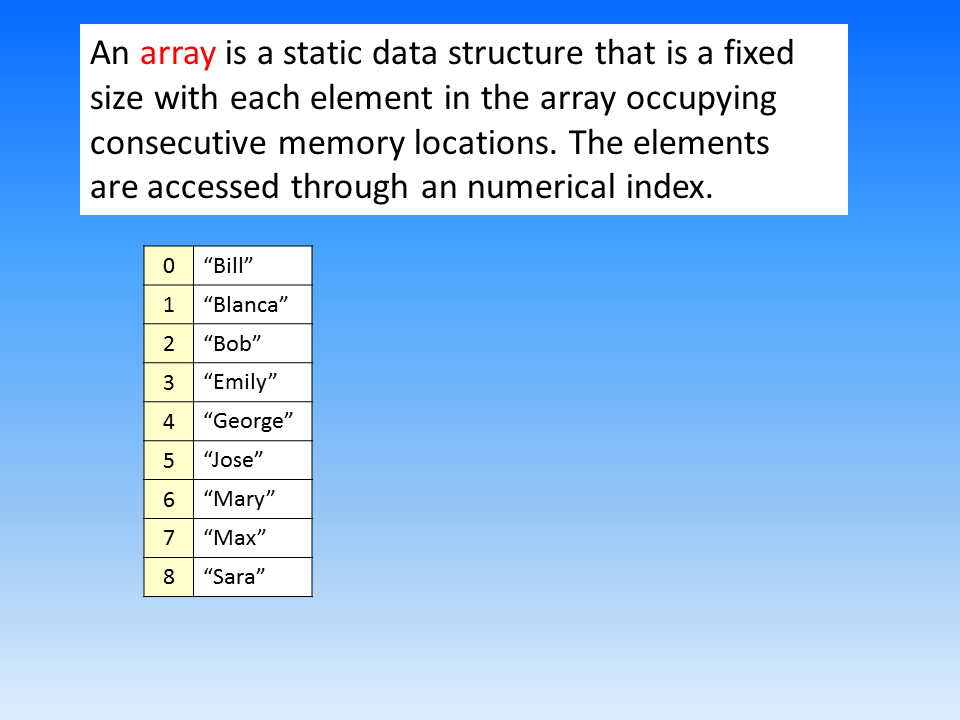 An array is a static data structure that is a fixed
size with each element in the array occupying
consecutive memory locations. The elements
are accessed through an numerical index.
0 “Bill”
1 “Blanca”
2 “Bob”
3 “Emily”
4 “George”
5 “Jose”
6 “Mary”
7 “Max”
8 “Sara”